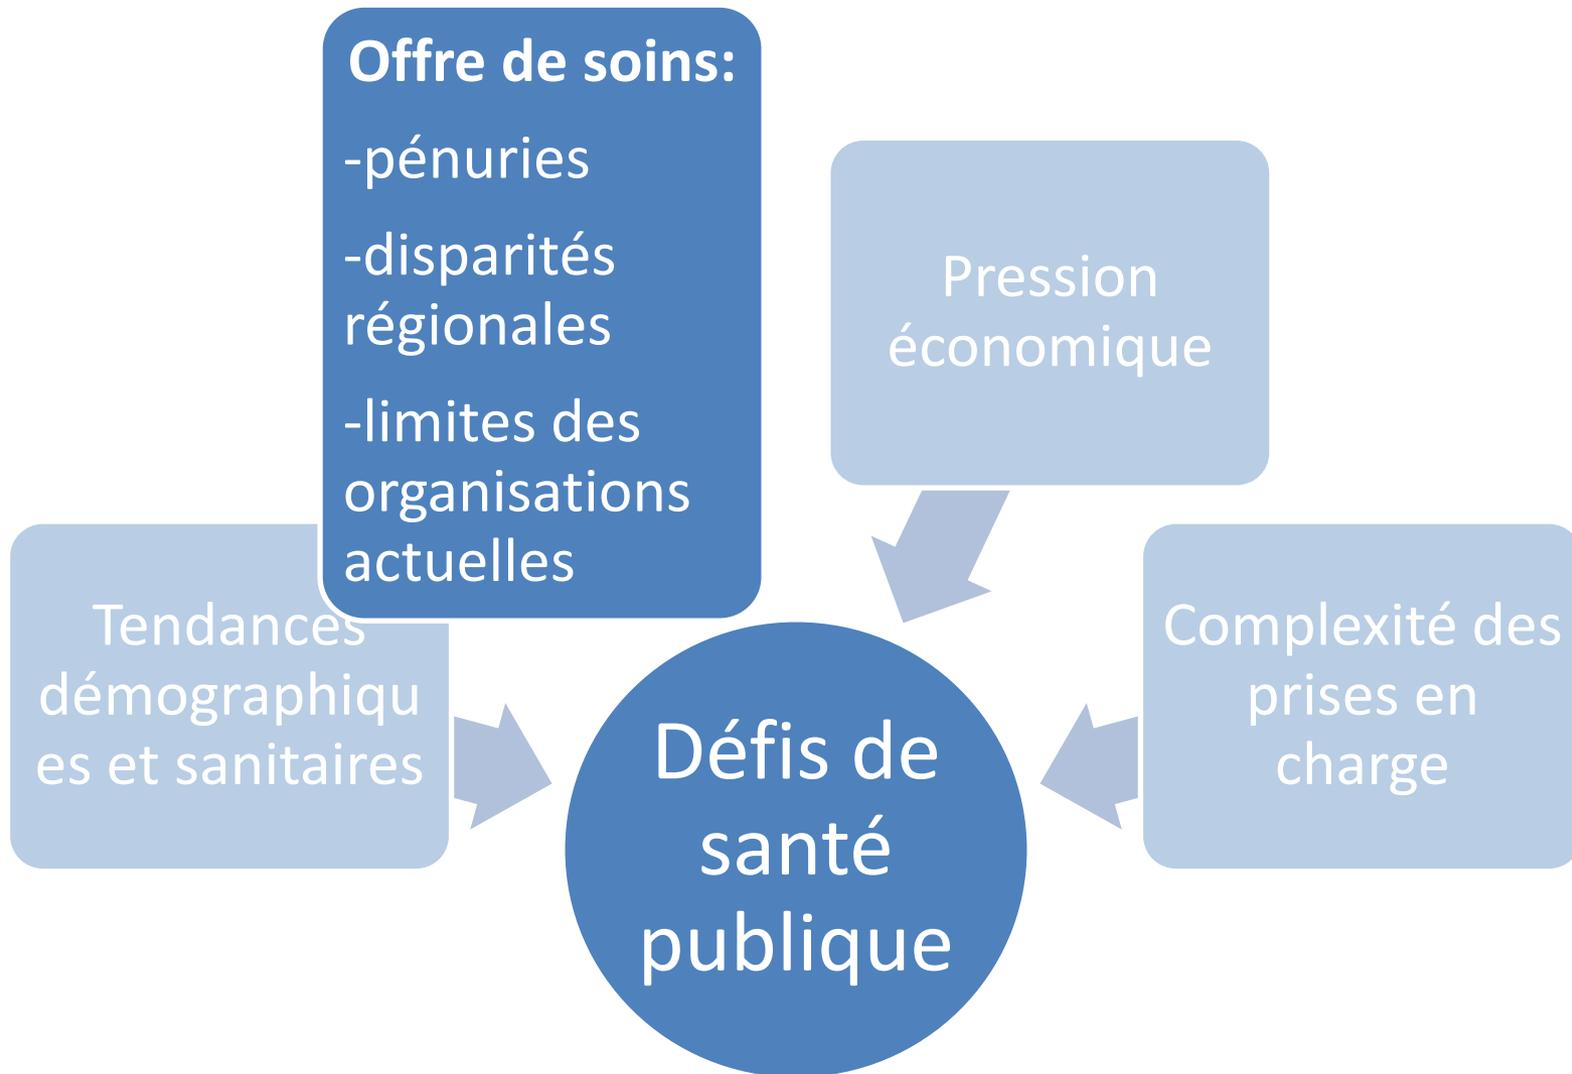 Offre de soins:
-pénuries
-disparités
régionales
-limites des
organisations
actuelles
Pression
économique
Tendances
démographiqu
es et sanitaires
Complexité des
prises en
charge
Défis de
santé
publique